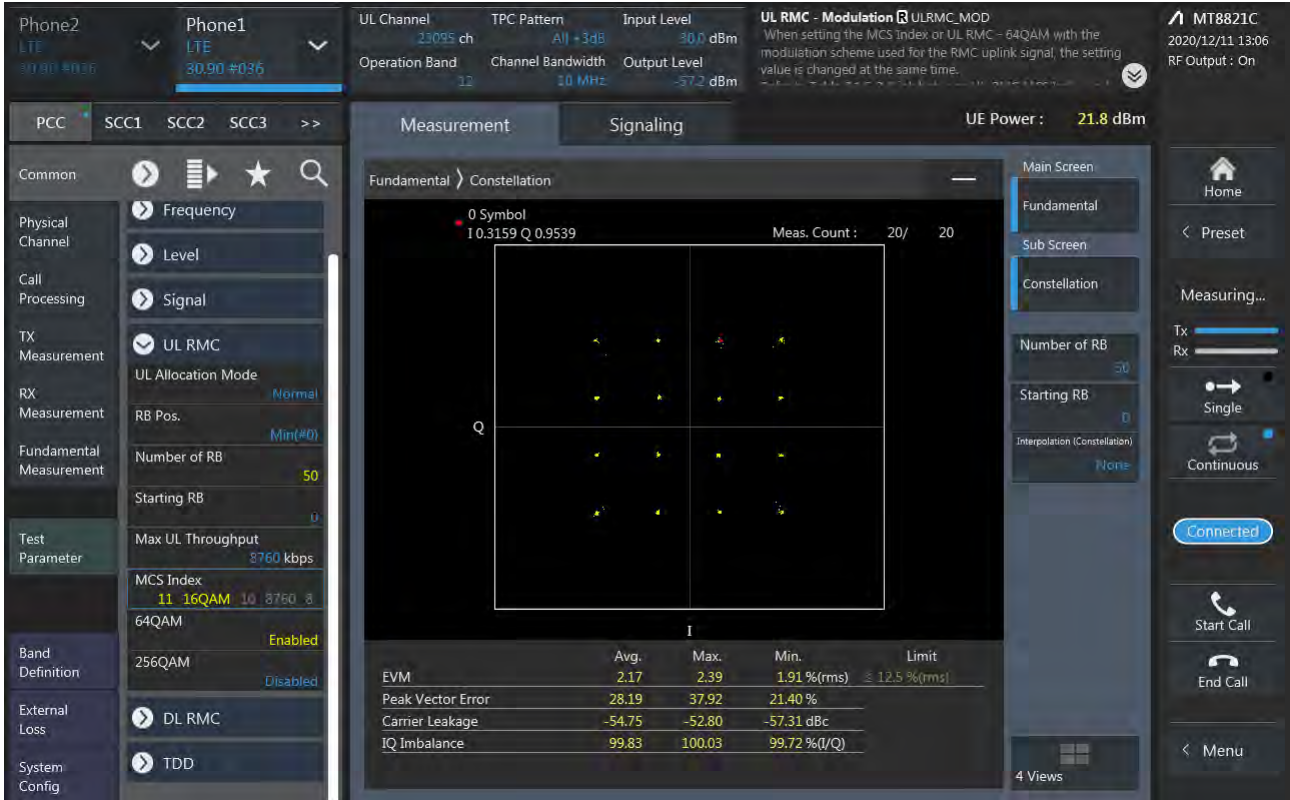 Phone2
LTE
30.90 #036
Phone1
LTE
30.90 #036
UL Channel
23095 ch
TPC Pattern
All +3dB
Input Level
30.0 dBm
Operation Band
12
Channel Bandwidth
10 MHz
Output Level
-57.2 dBm
UL RMC - Modulation R ULRMC_MOD
When setting the MCS Index or UL RMC - 64QAM with the
modulation scheme used for the RMC uplink signal, the setting
value is changed at the same time.
MT8821C
2020/12/11 13:06
RF Output : On
PCC SCC1 SCC2 SCC3 >>
Measurement
Signaling
UE Power : 21.8 dBm
Common
Physical
Channel
Call
Processing
TX
Measurement
RX
Measurement
Fundamental
Measurement
Test
Parameter
Band
Definition
External
Loss
System
Config
Frequency
Level
Signal
UL RMC
UL Allocation Mode
Normal
RB Pos.
Min(#0)
Number of RB
50
Starting RB
0
Max UL Throughput
8760 kbps
MCS Index
11 16QAM 10 8760 8
64QAM
Enabled
256QAM
Disabled
DL RMC
TDD
Fundamental 〉 Constellation
0 Symbol
I 0.3159 Q 0.9539
Meas. Count : 20/ 20
Q
I
Avg. Max. Min. Limit
EVM 2.17 2.39 1.91 %(rms) ≤ 12.5 %(rms)
Peak Vector Error 28.19 37.92 21.40 %
Carrier Leakage -54.75 -52.80 -57.31 dBc
IQ Imbalance 99.83 100.03 99.72 %(I/Q)
Main Screen
Fundamental
Sub Screen
Constellation
Number of RB
50
Starting RB
0
Interpolation (Constellation)
None
4 Views
Home
< Preset
Measuring...
Tx
Rx
Single
Continuous
Connected
Start Call
End Call
< Menu